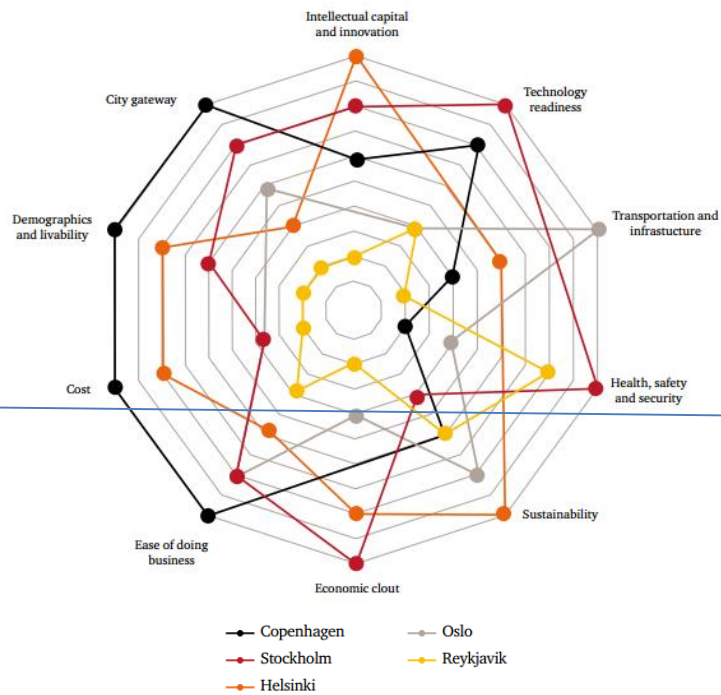 Intellectual capital
and innovation
City gateway
Technology
readiness
Demographics
and livability
Transportation and
infrastucture
Cost
Health, safety
and security
Sustainability
Ease of doing
business
Economic clout
Copenhagen
Oslo
Stockholm
Reykjavik
Helsinki